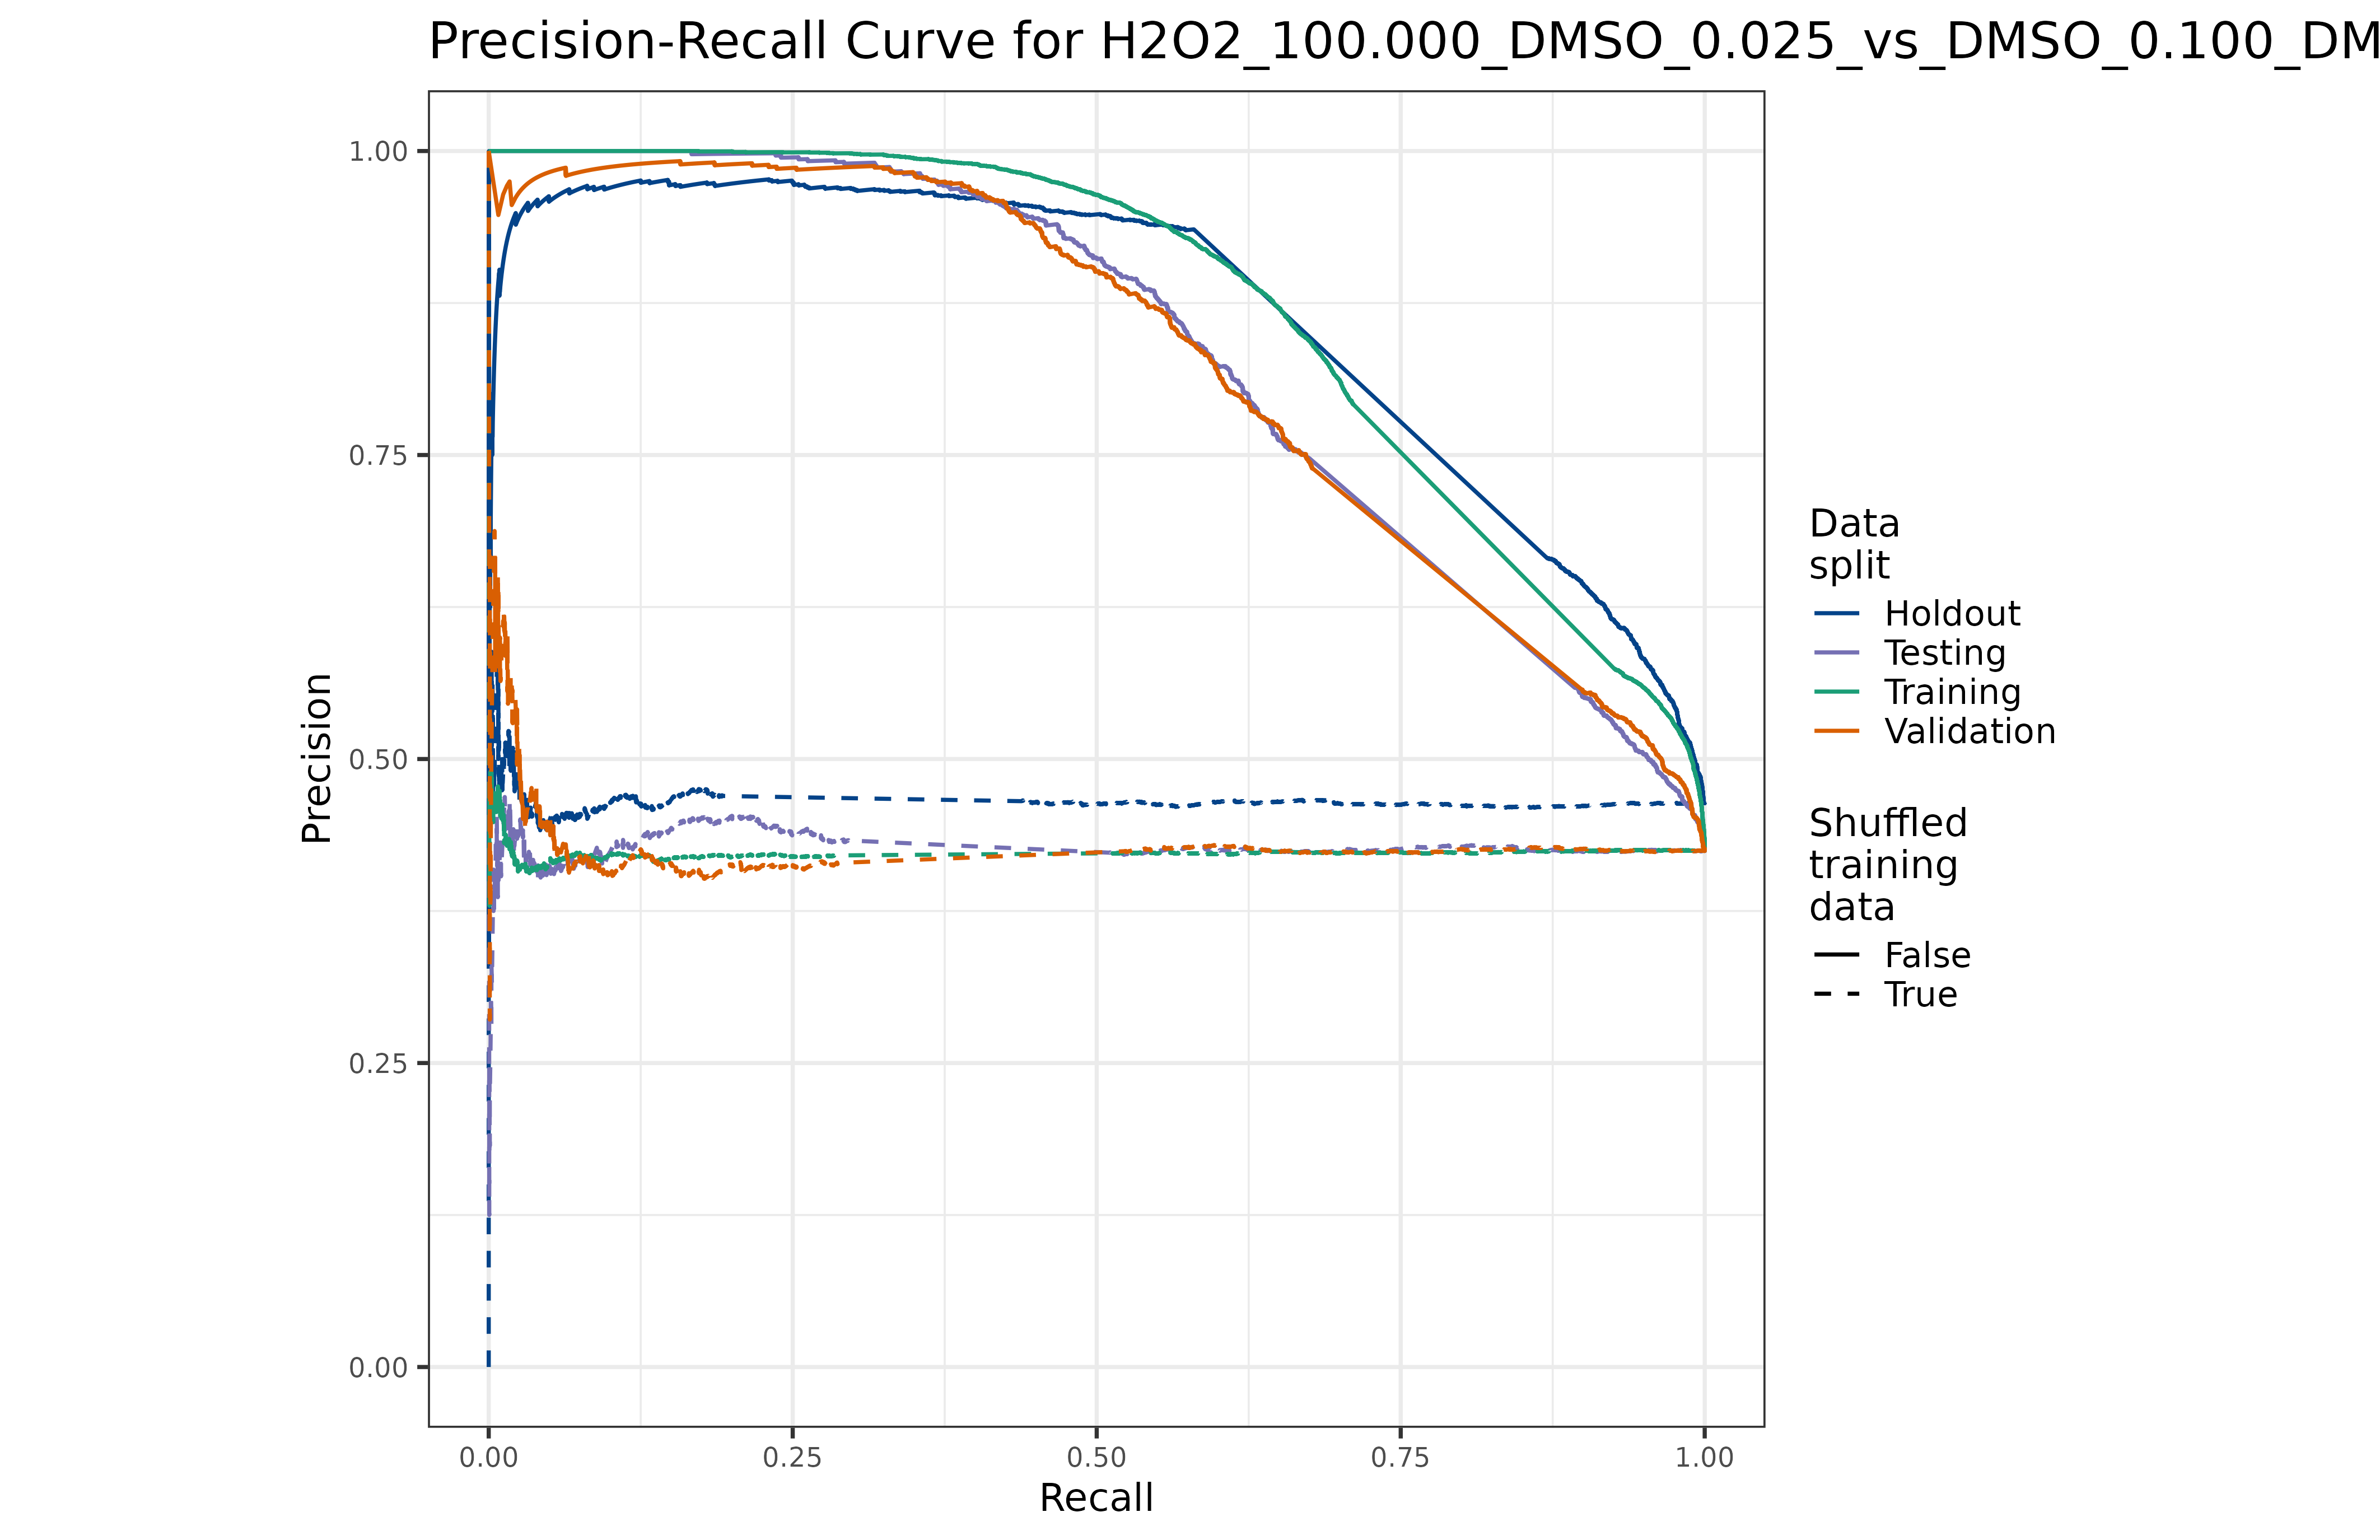 Precision-Recall Curve for H2O2_100.000_DMSO_0.025_vs_DMSO_0.100_DM
1.00
0.75
0.50
0.25
0.00
Precision
0.00 0.25 0.50 0.75 1.00
Recall
Data
split
Holdout
Testing
Training
Validation
Shuffled
training
data
False
True